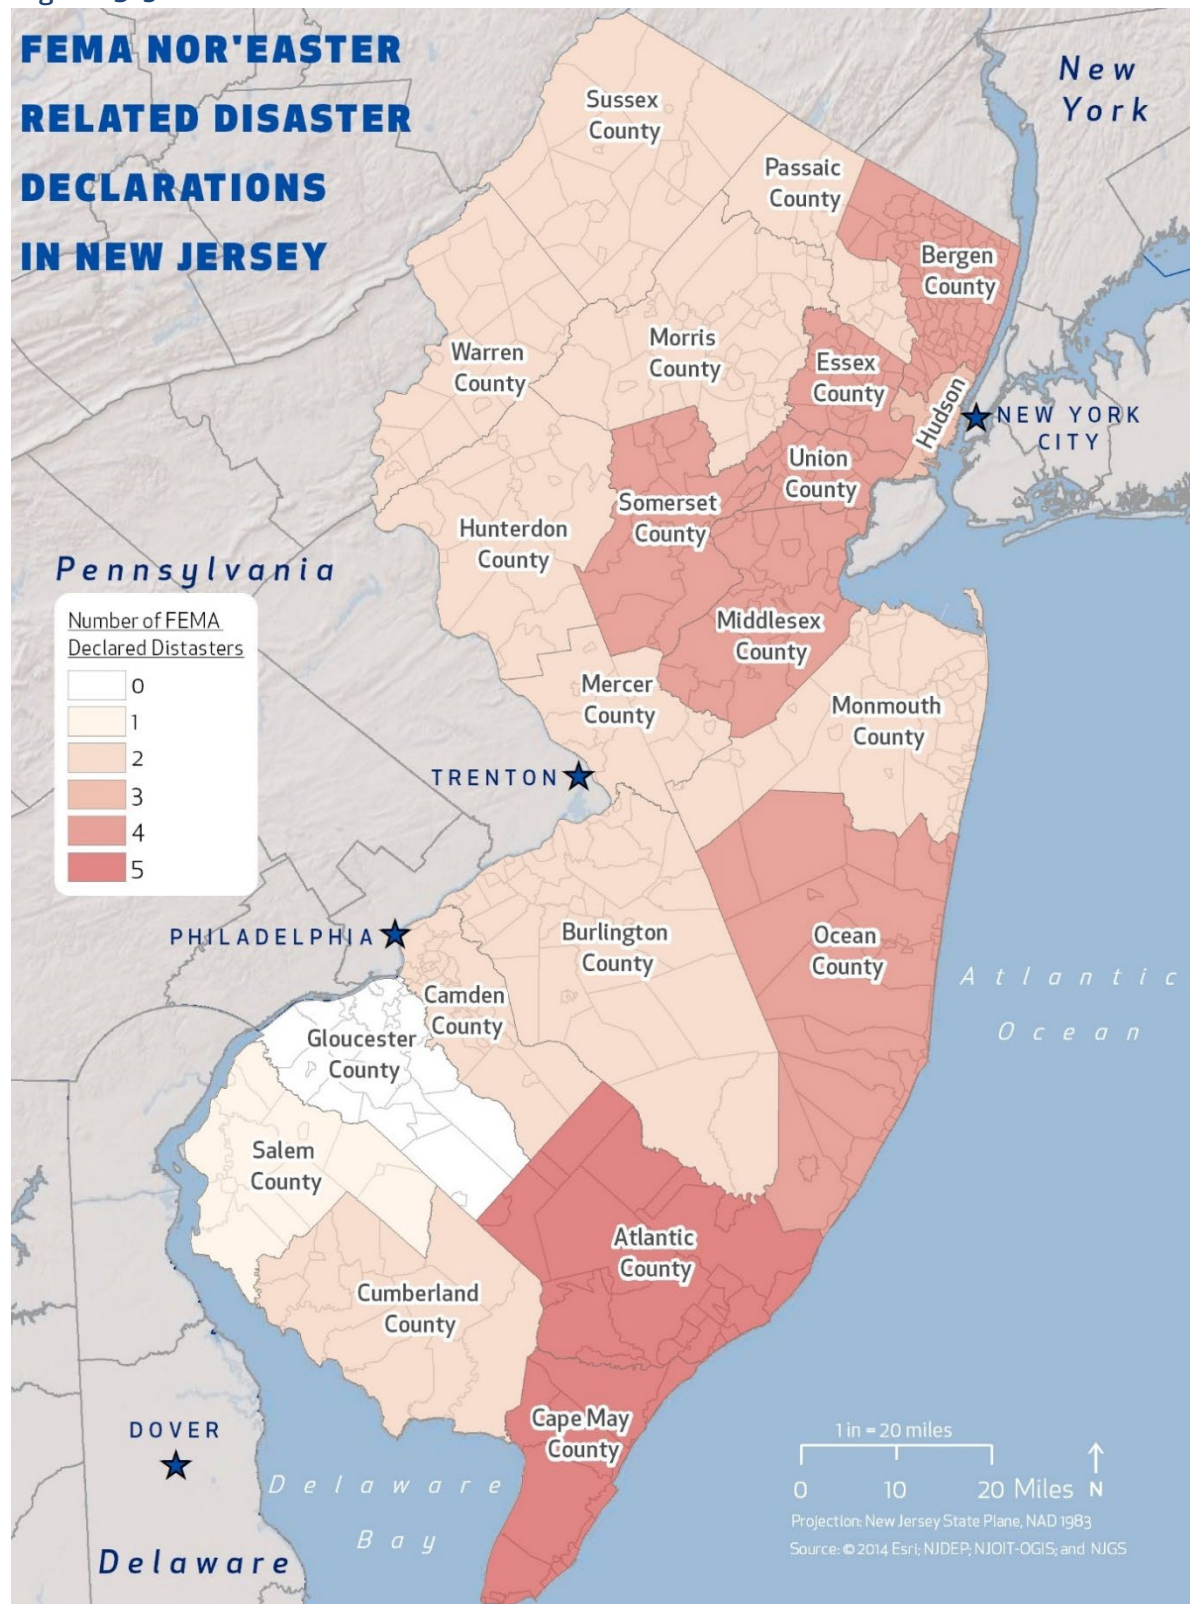 FEMA NOR'EASTER
RELATED DISASTER
DECLARATIONS
IN NEW JERSEY
New
York
Sussex
County
Passaic
County
Bergen
County
Morris
County
Warren
County
Essex
County
Hudson
NEW YORK
CITY
Union
County
Somerset
County
Hunterdon
County
Pennsylvania
Middlesex
County
Mercer
County
Monmouth
County
Number of FEMA
Declared Distasters
0
1
2
3
4
5
TRENTON
PHILADELPHIA
Burlington
County
Ocean
County
Camden
County
Gloucester
County
Atlantic
Ocean
Salem
County
Atlantic
County
Cumberland
County
Cape May
County
DOVER
Delaware
Bay
Delaware
1 in = 20 miles
0 10 20 Miles N
Projection: New Jersey State Plane, NAD 1983
Source: © 2014 Esri; NJDEP; NJOIT-OGIS; and NJGS